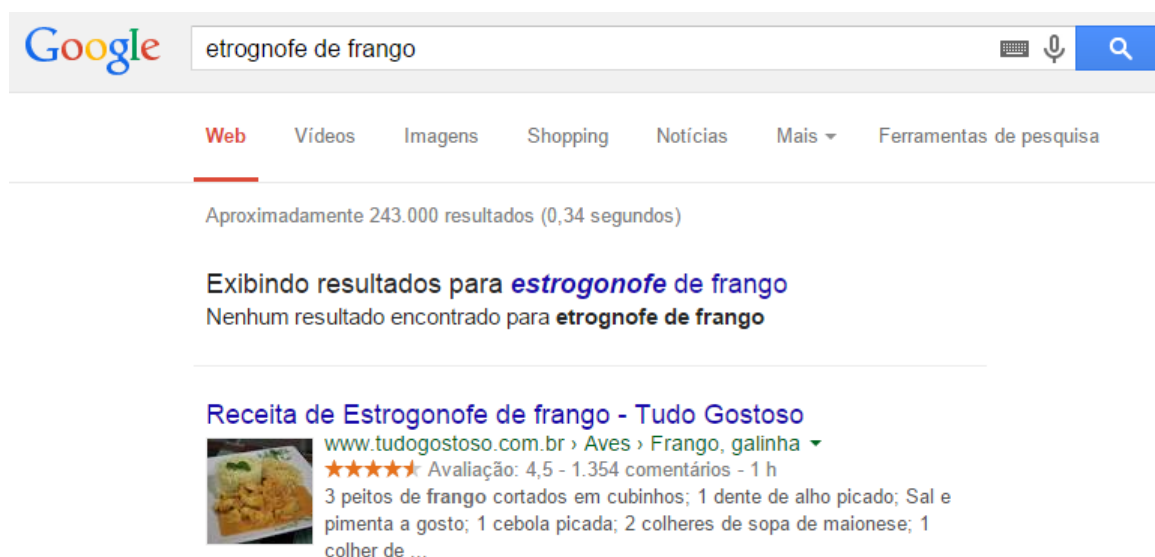 Google etrognofe de frango
Web Vídeos Imagens Shopping Notícias Mais Ferramentas de pesquisa
Aproximadamente 243.000 resultados (0,34 segundos)
Exibindo resultados para estrogonofe de frango
Nenhum resultado encontrado para etrognofe de frango
Receita de Estrogonofe de frango - Tudo Gostoso
www.tudogostoso.com.br › Aves › Frango, galinha
Avaliação: 4,5 - 1.354 comentários - 1 h
3 peitos de frango cortados em cubinhos; 1 dente de alho picado; Sal e
pimenta a gosto; 1 cebola picada; 2 colheres de sopa de maionese; 1
colher de ...